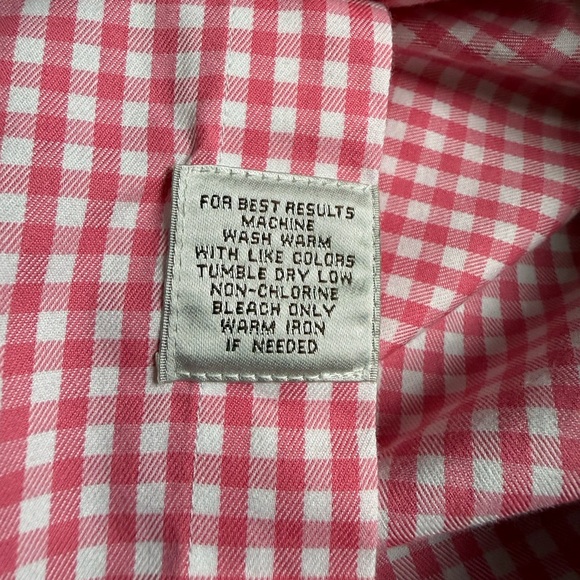 FOR BEST RESULTS
MACHINE
WASH WARM
WITH LIKE COLORS
TUMBLE DRY LOW
NON-CHLORINE
BLEACH ONLY
WARM IRON
IF NEEDED